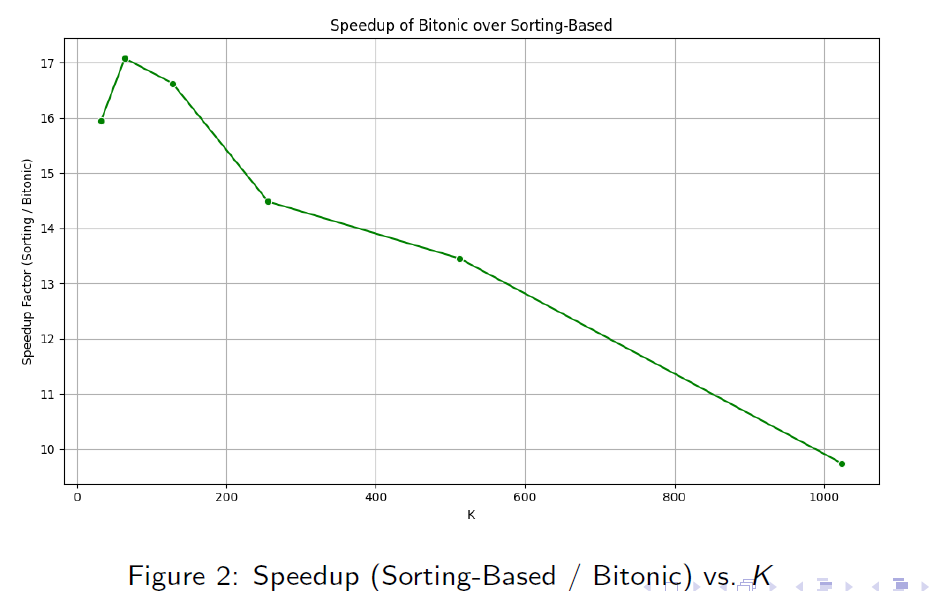 Speedup of Bitonic over Sorting-Based
17
16
15
14
13
12
11
10
Speedup Factor (Sorting / Bitonic)
0 200 400 600 800 1000
K
Figure 2: Speedup (Sorting-Based / Bitonic) vs. K